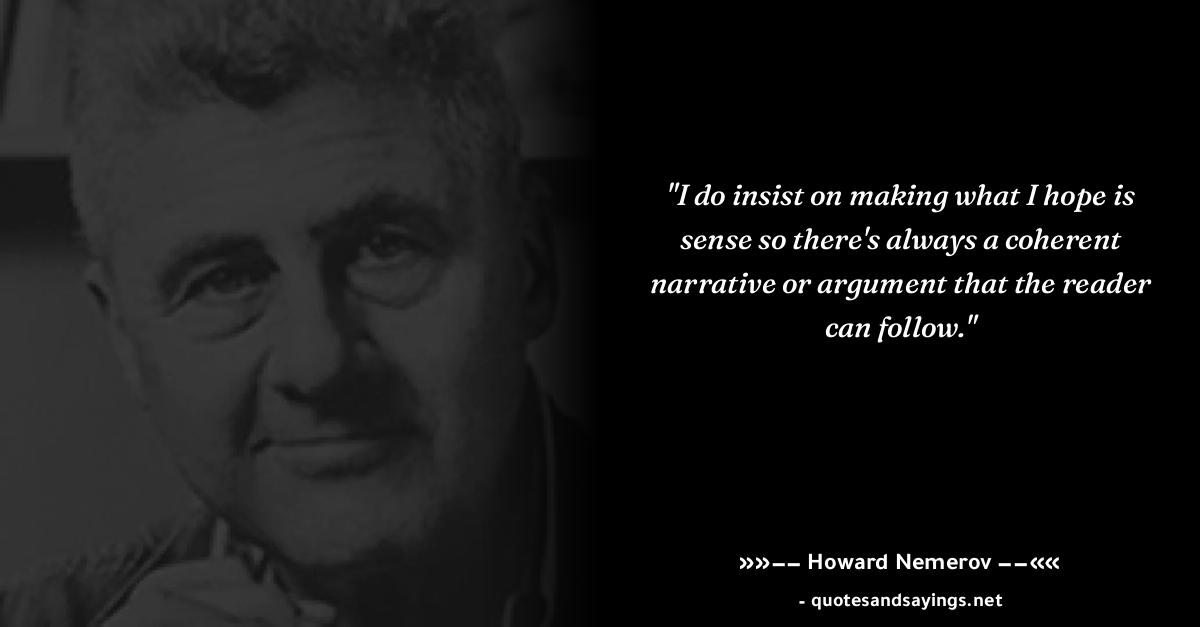 "I do insist on making what I hope is
sense so there's always a coherent
narrative or argument that the reader
can follow."
»»−− Howard Nemerov −−««
- quotesandsayings.net